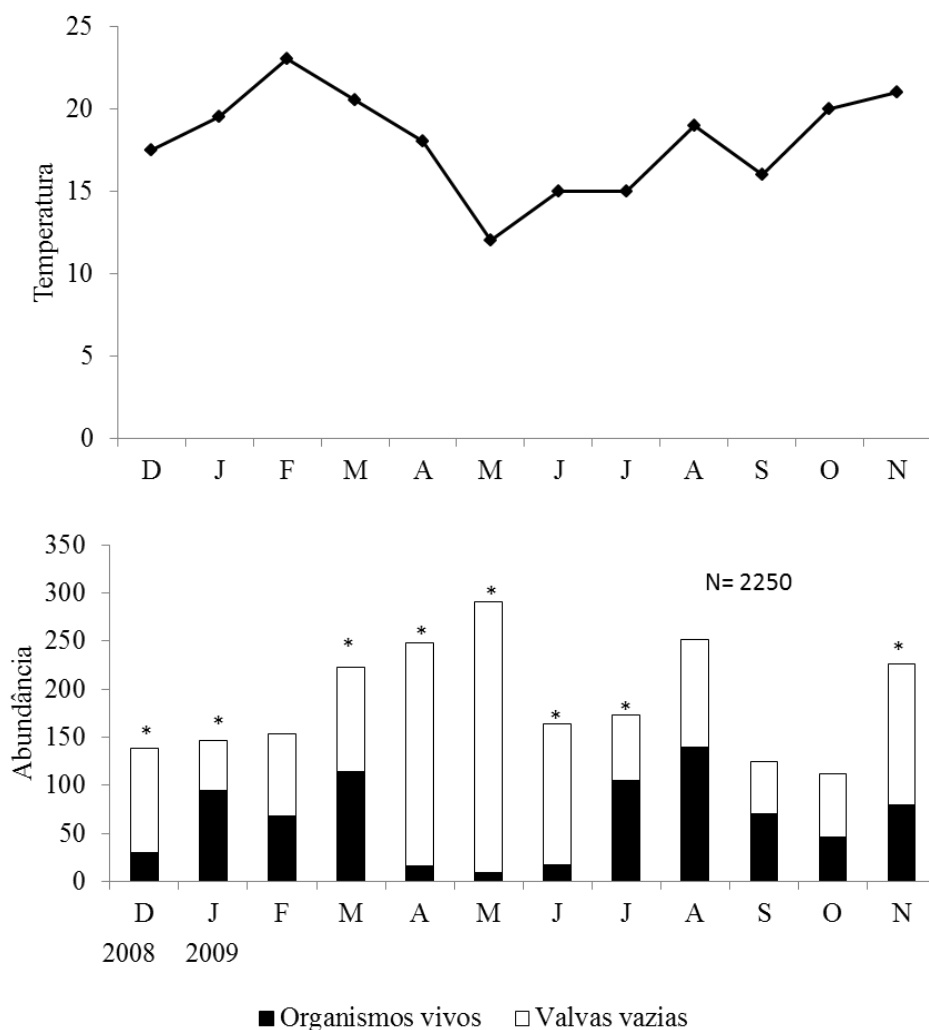 25
20
15
10
5
0
Temperatura
D J F M A M J J A S O N
350
300
250
200
150
100
50
0
Abundância
N= 2250
* * * * * * * *
D J F M A M J J A S O N
2008 2009
Organismos vivos Valvas vazias